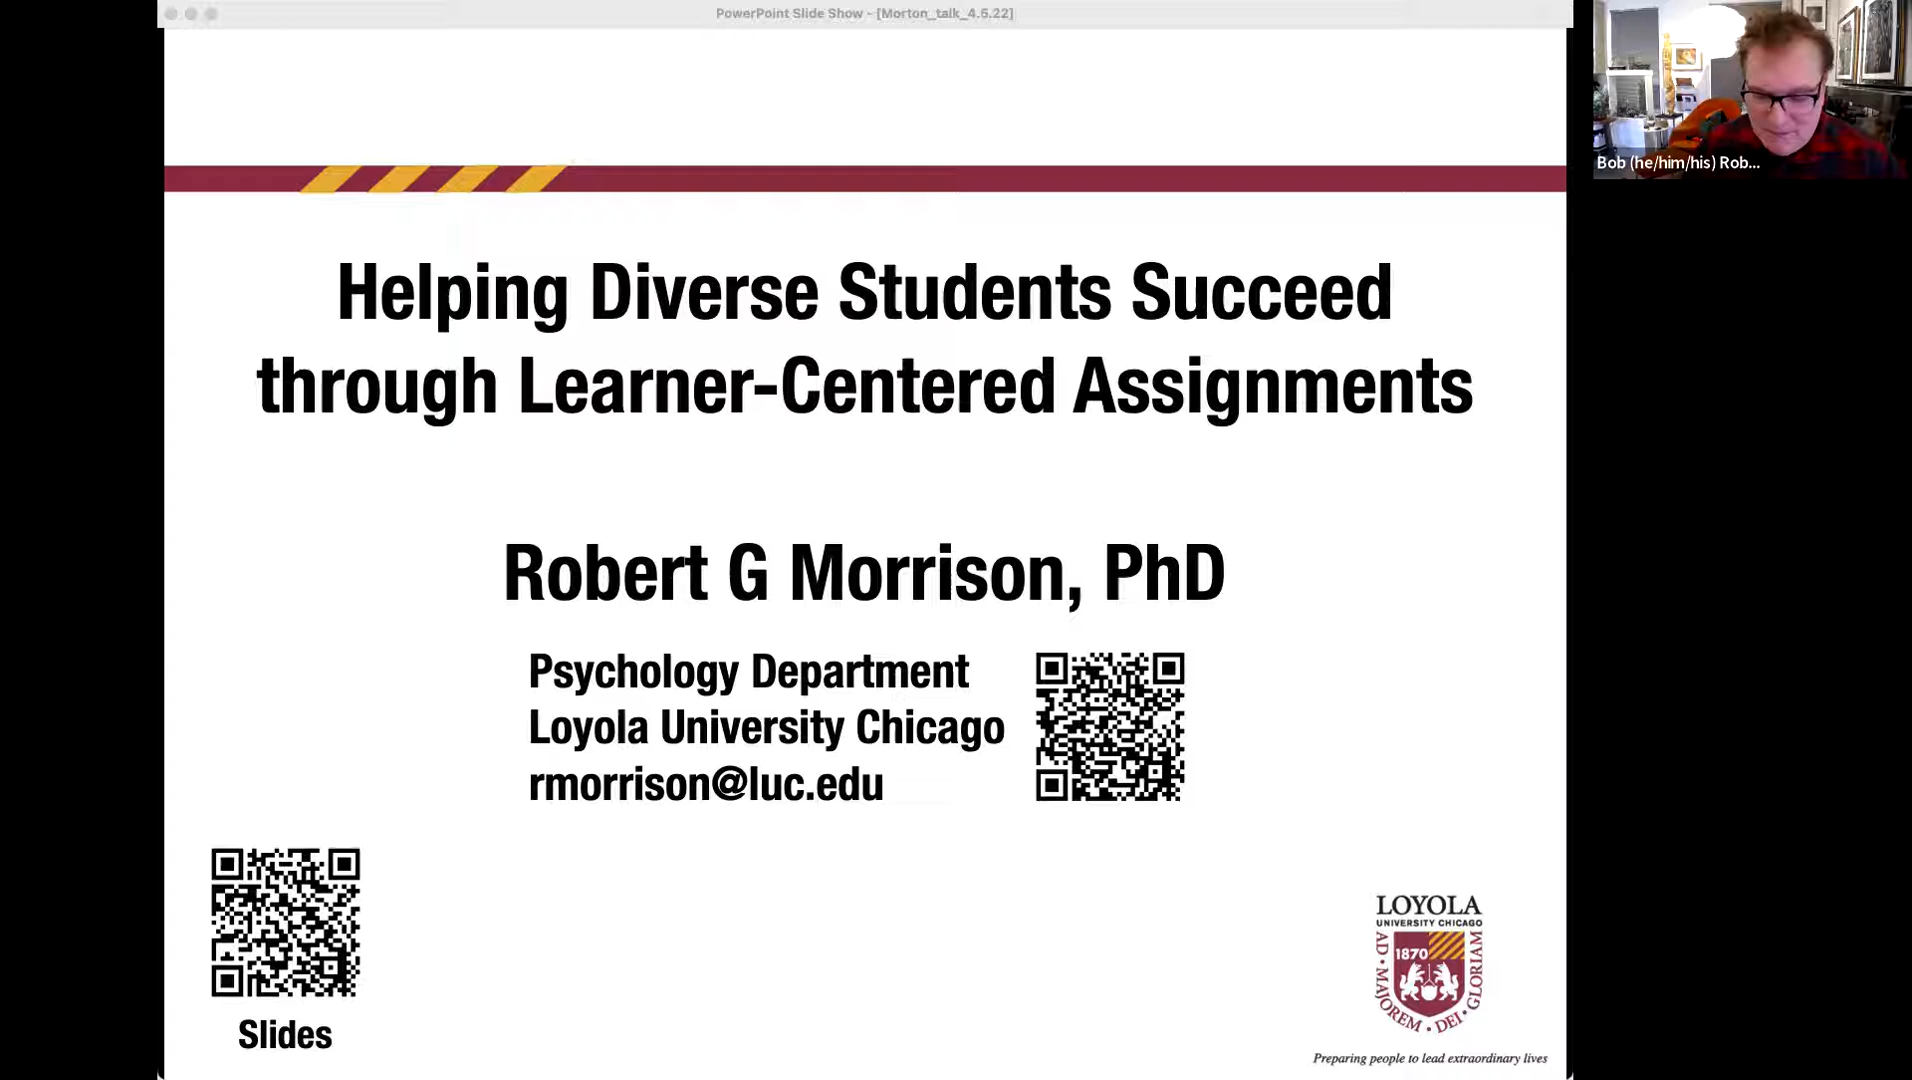 PowerPoint Slide Show - [Morton_talk_4.5.22]
Bob (he/him/his) Rob...
Helping Diverse Students Succeed
through Learner-Centered Assignments
Robert G Morrison, PhD
Psychology Department
Loyola University Chicago
rmorrison@luc.edu
Slides
LOYOLA
UNIVERSITY CHICAGO
1870
AD • MAJOREM • DEI • GLORIAM
Preparing people to lead extraordinary lives